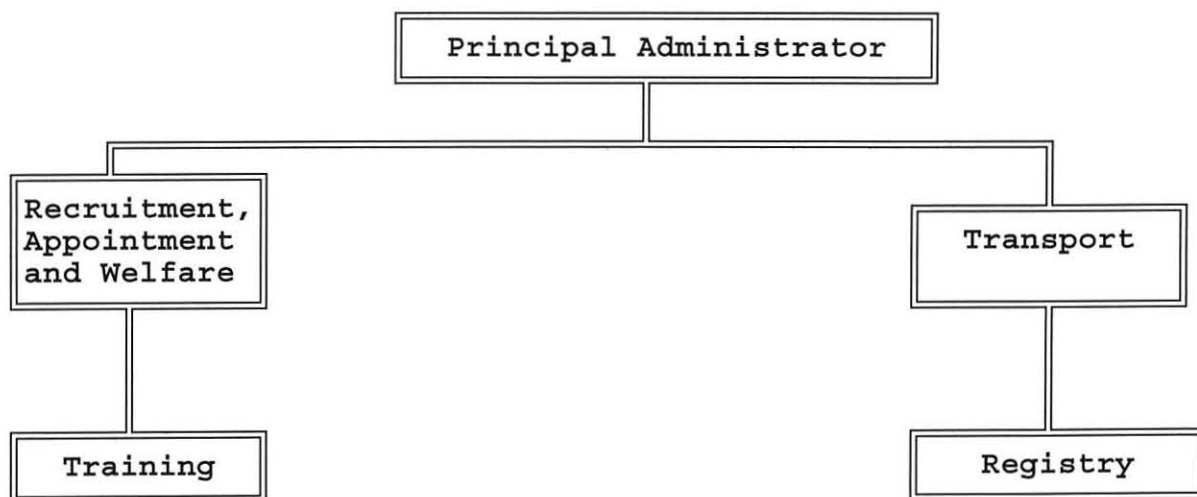 Principal Administrator
Recruitment,
Appointment
and Welfare
Transport
Training
Registry